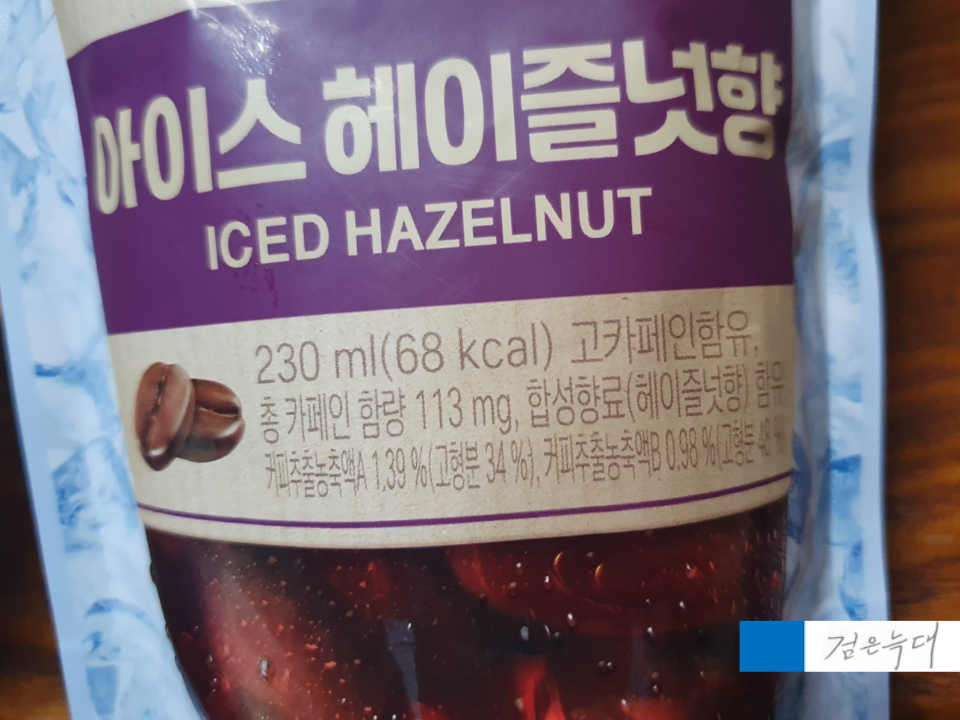 아이스 헤이즐넛향
ICED HAZELNUT
230 ml(68 kcal) 고카페인함유,
총 카페인 함량 113 mg, 합성향료(헤이즐넛향) 함유
커피추출농축액A 1.39 %(고형분 34 %), 커피추출농축액B 0.98 %(고형분
검은늑대